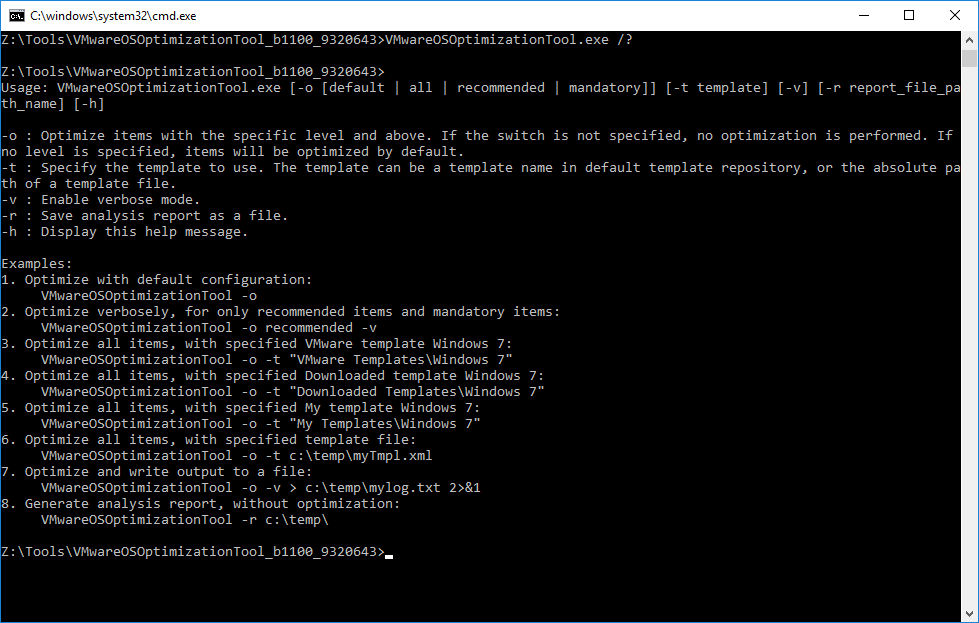 C:\windows\system32\cmd.exe
Z:\Tools\VMwareOSOptimizationTool_b1100_9320643>VMwareOSOptimizationTool.exe /?
Z:\Tools\VMwareOSOptimizationTool_b1100_9320643>
Usage: VMwareOSOptimizationTool.exe [-o [default | all | recommended | mandatory]] [-t template] [-v] [-r report_file_pa
th_name] [-h]
-o : Optimize items with the specific level and above. If the switch is not specified, no optimization is performed. If
no level is specified, items will be optimized by default.
-t : Specify the template to use. The template can be a template name in default template repository, or the absolute pa
th of a template file.
-v : Enable verbose mode.
-r : Save analysis report as a file.
-h : Display this help message.
Examples:
1. Optimize with default configuration:
VMwareOSOptimizationTool -o
2. Optimize verbosely, for only recommended items and mandatory items:
VMwareOSOptimizationTool -o recommended -v
3. Optimize all items, with specified VMware template Windows 7:
VMwareOSOptimizationTool -o -t "VMware Templates\Windows 7"
4. Optimize all items, with specified Downloaded template Windows 7:
VMwareOSOptimizationTool -o -t "Downloaded Templates\Windows 7"
5. Optimize all items, with specified My template Windows 7:
VMwareOSOptimizationTool -o -t "My Templates\Windows 7"
6. Optimize all items, with specified template file:
VMwareOSOptimizationTool -o -t c:\temp\myTmpl.xml
7. Optimize and write output to a file:
VMwareOSOptimizationTool -o -v > c:\temp\mylog.txt 2>&1
8. Generate analysis report, without optimization:
VMwareOSOptimizationTool -r c:\temp\
Z:\Tools\VMwareOSOptimizationTool_b1100_9320643>